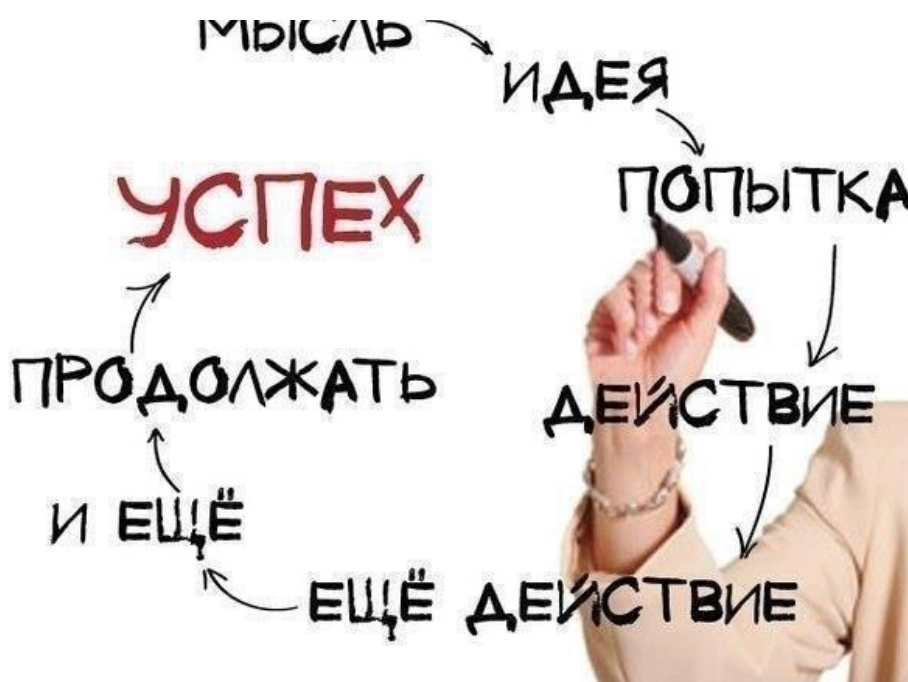 МЫСЛЬ
ИДЕЯ
ПОПЫТКА
ДЕЙСТВИЕ
ЕЩЁ ДЕЙСТВИЕ
И ЕЩЁ
ПРОДОЛЖАТЬ
УСПЕХ